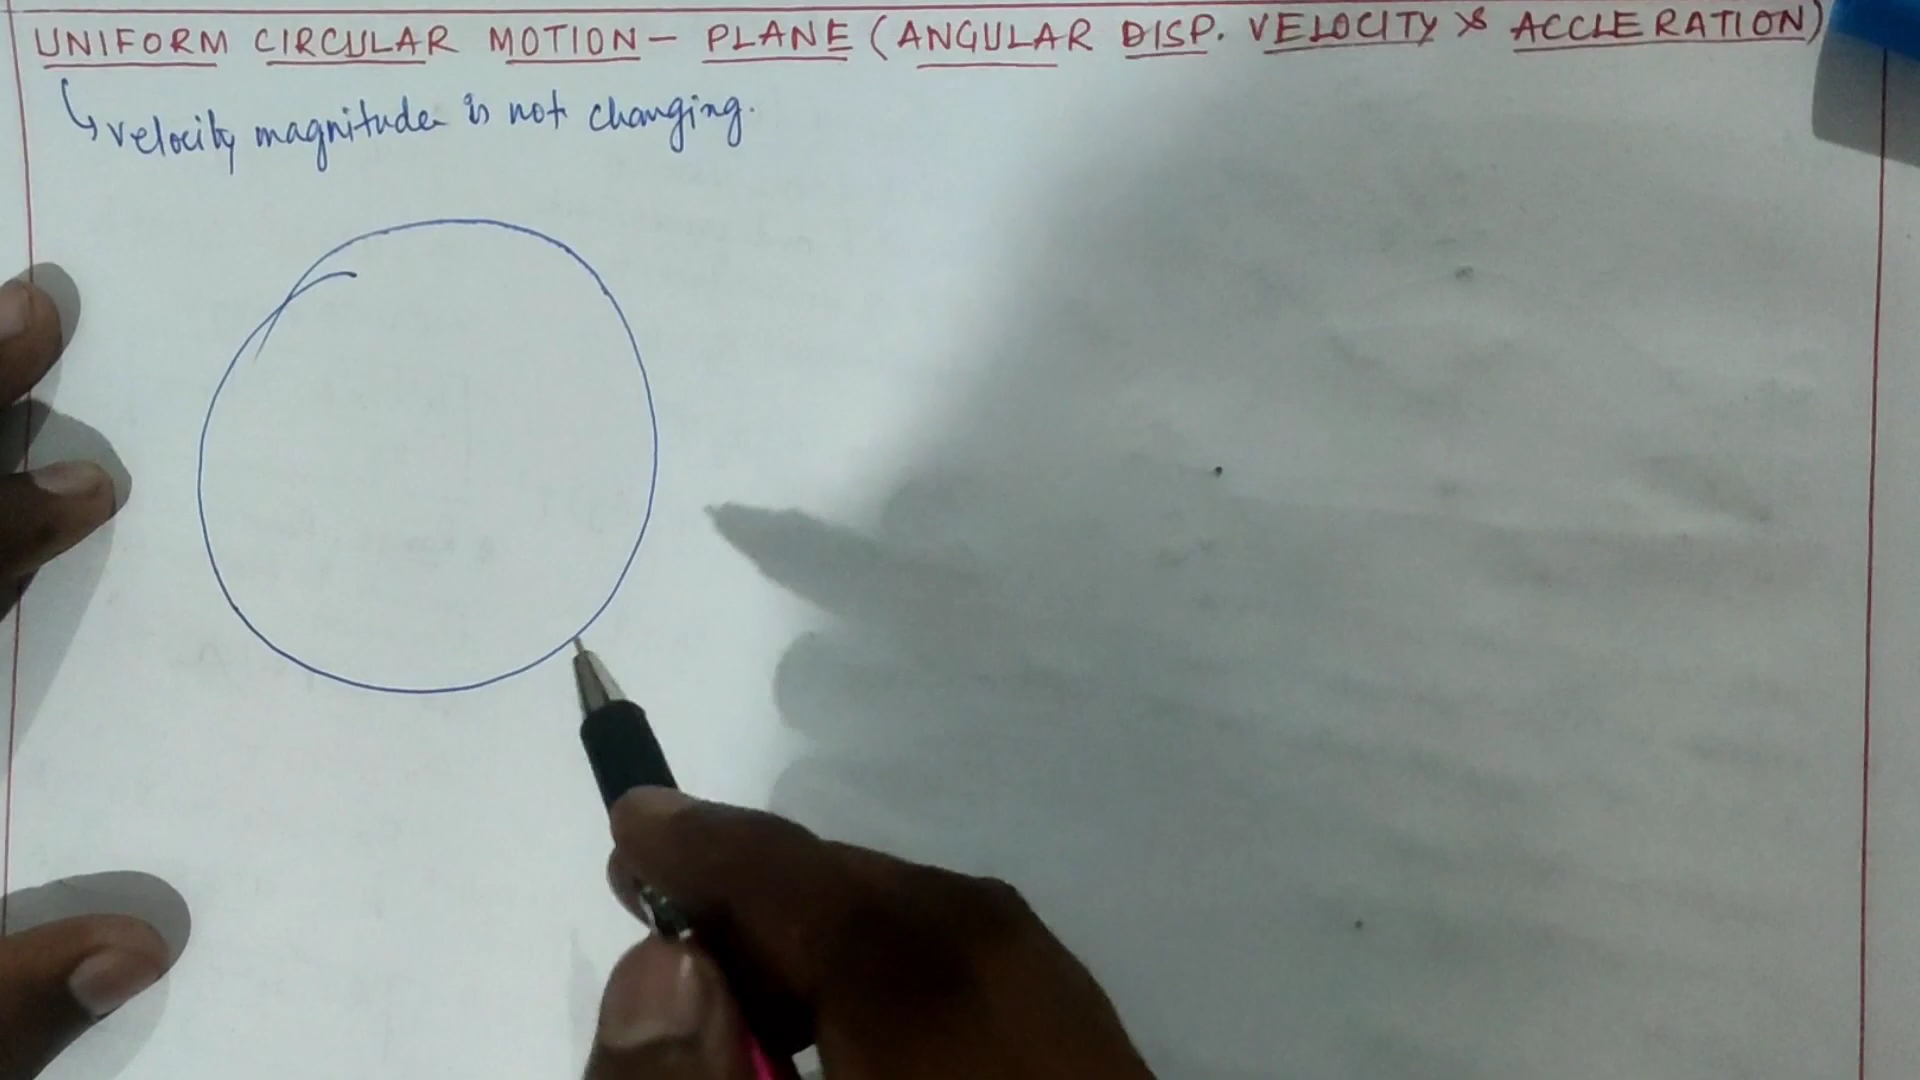 UNIFORM CIRCULAR MOTION - PLANE (ANGULAR DISP. VELOCITY & ACCLERATION)
↳ velocity magnitude is not changing.